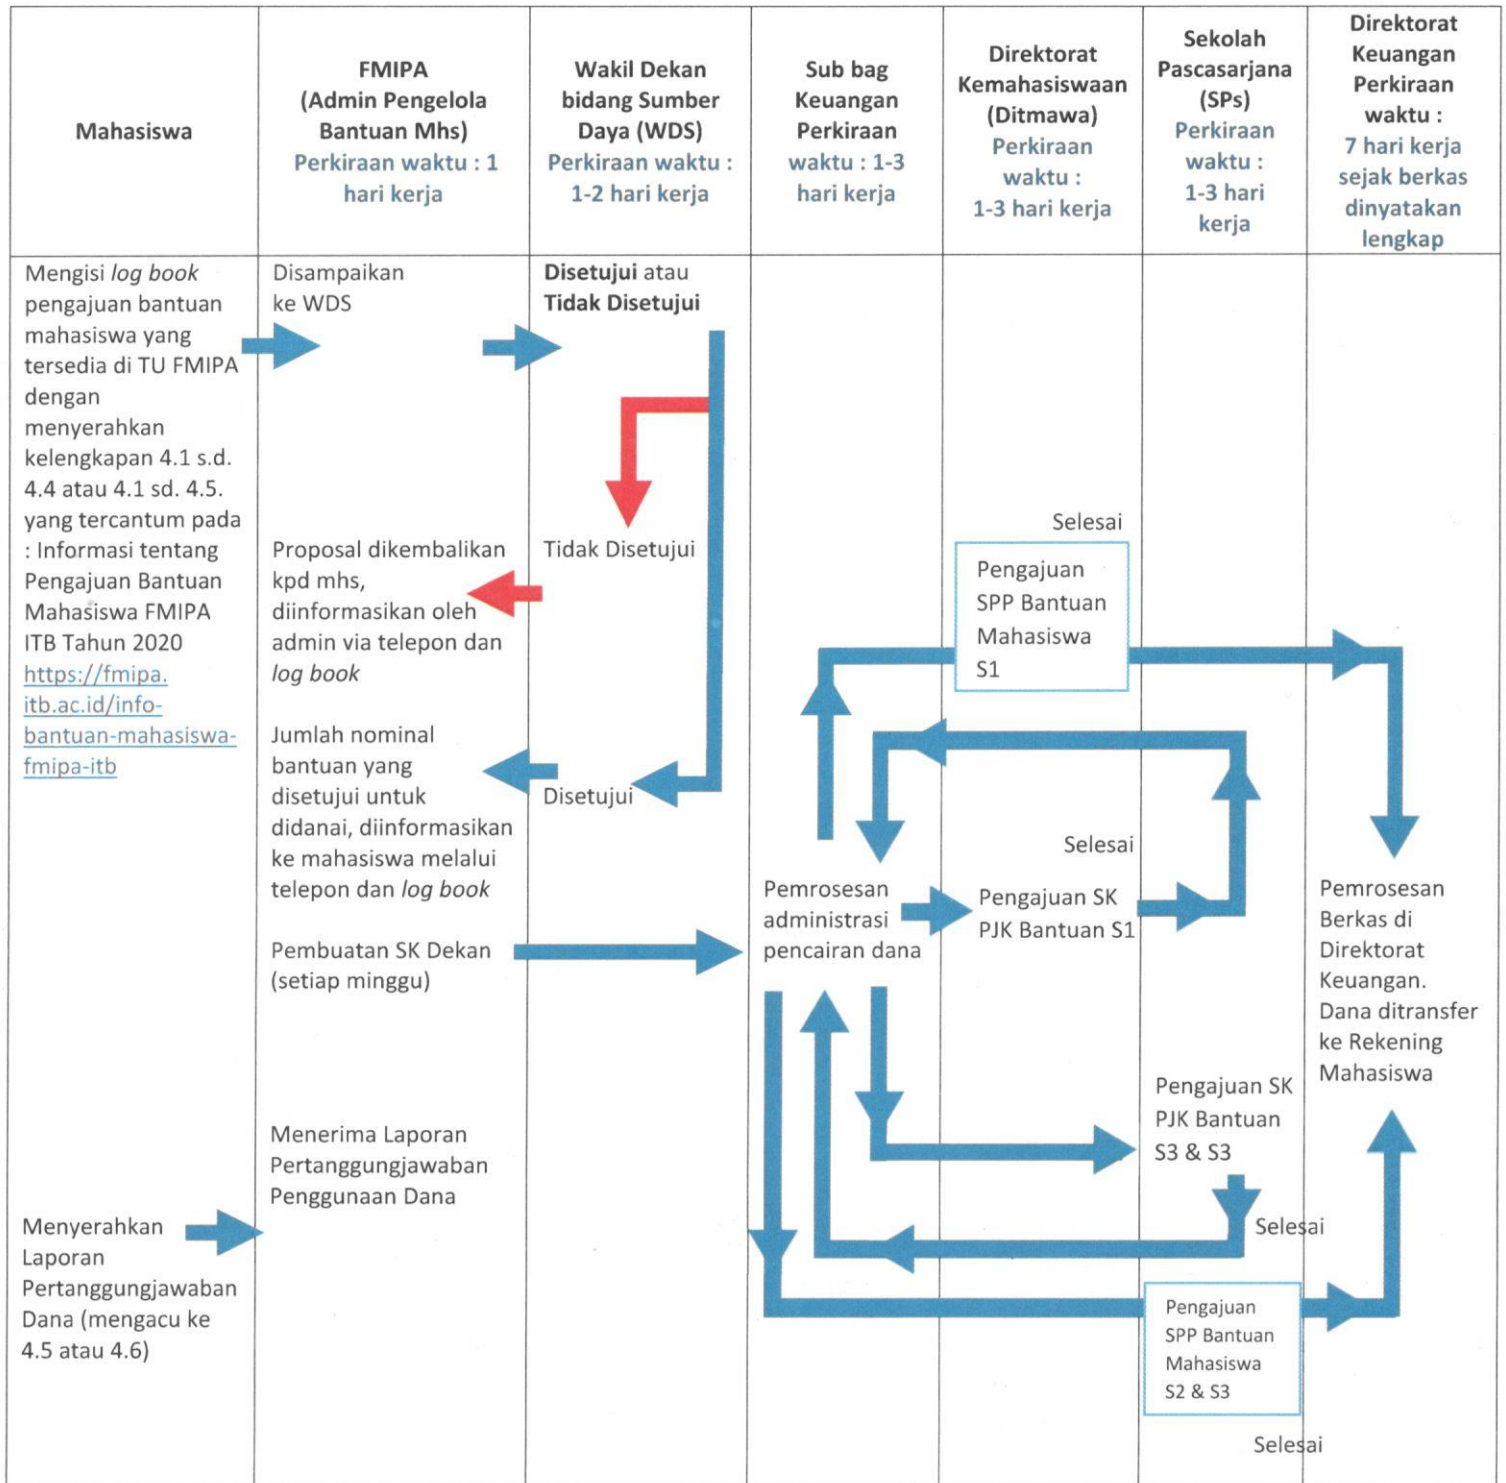 Mahasiswa
FMIPA
(Admin Pengelola
Bantuan Mhs)
Perkiraan waktu : 1
hari kerja
Wakil Dekan
bidang Sumber
Daya (WDS)
Perkiraan waktu :
1-2 hari kerja
Sub bag
Keuangan
Perkiraan
waktu : 1-3
hari kerja
Direktorat
Kemahasiswaan
(Ditmawa)
Perkiraan
waktu :
1-3 hari kerja
Sekolah
Pascasarjana
(SPs)
Perkiraan
waktu :
1-3 hari
kerja
Direktorat
Keuangan
Perkiraan
waktu :
7 hari kerja
sejak berkas
dinyatakan
lengkap
Mengisi log book
pengajuan bantuan
mahasiswa yang
tersedia di TU FMIPA
dengan
menyerahkan
kelengkapan 4.1 s.d.
4.4 atau 4.1 sd. 4.5.
yang tercantum pada
: Informasi tentang
Pengajuan Bantuan
Mahasiswa FMIPA
ITB Tahun 2020
https://fmipa.
itb.ac.id/info-
bantuan-mahasiswa-
fmipa-itb
Menyerahkan
Laporan
Pertanggungjawaban
Dana (mengacu ke
4.5 atau 4.6)
Disampaikan
ke WDS
Proposal dikembalikan
kpd mhs,
diinformasikan oleh
admin via telepon dan
log book
Jumlah nominal
bantuan yang
disetujui untuk
didanai, diinformasikan
ke mahasiswa melalui
telepon dan log book
Pembuatan SK Dekan
(setiap minggu)
Menerima Laporan
Pertanggungjawaban
Penggunaan Dana
Disetujui atau
Tidak Disetujui
Tidak Disetujui
Disetujui
Pemrosesan
administrasi
pencairan dana
Selesai
Pengajuan
SPP Bantuan
Mahasiswa
S1
Selesai
Pengajuan SK
PJK Bantuan S1
Pengajuan SK
PJK Bantuan
S3 & S3
Selesai
Pengajuan
SPP Bantuan
Mahasiswa
S2 & S3
Selesai
Pemrosesan
Berkas di
Direktorat
Keuangan.
Dana ditransfer
ke Rekening
Mahasiswa